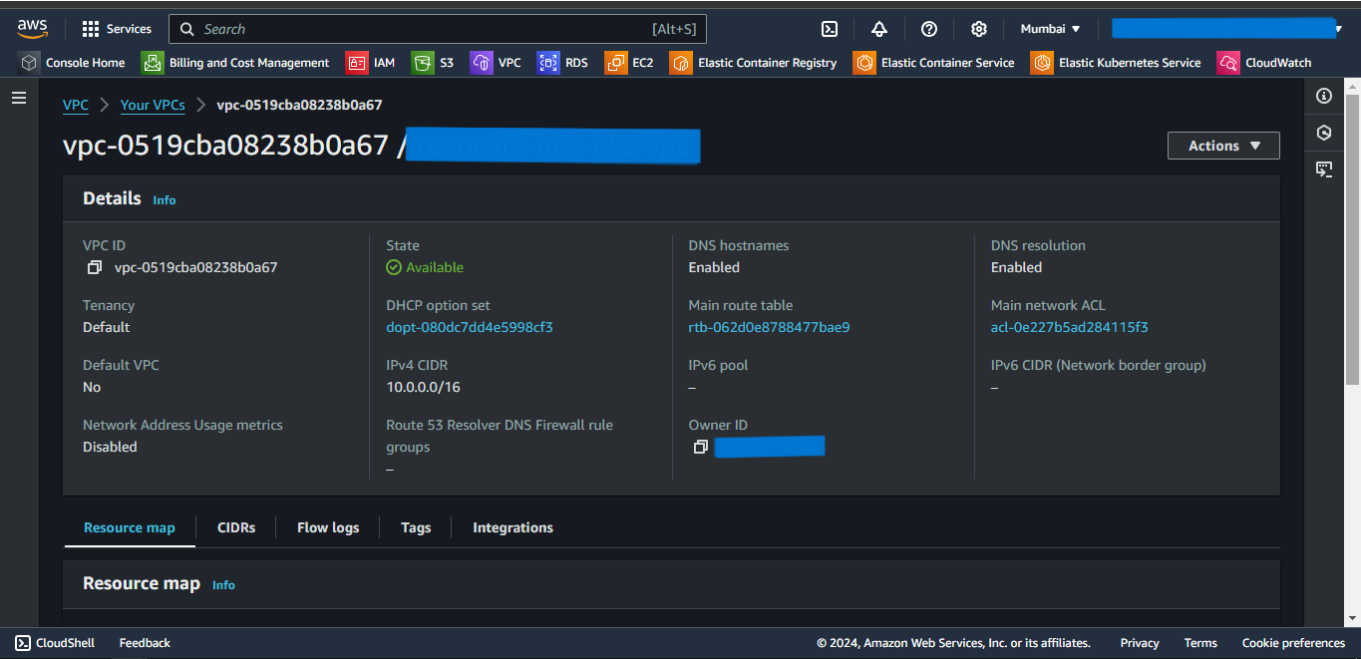 aws Services Search [Alt+S] Mumbai ▼
Console Home Billing and Cost Management IAM S3 VPC RDS EC2 Elastic Container Registry Elastic Container Service Elastic Kubernetes Service CloudWatch
VPC > Your VPCs > vpc-0519cba08238b0a67
vpc-0519cba08238b0a67 /
Actions ▼
Details Info
VPC ID
vpc-0519cba08238b0a67
State
Available
DNS hostnames
Enabled
DNS resolution
Enabled
Tenancy
Default
DHCP option set
dopt-080dc7dd4e5998cf3
Main route table
rtb-062d0e8788477bae9
Main network ACL
acl-0e227b5ad284115f3
Default VPC
No
IPv4 CIDR
10.0.0.0/16
IPv6 pool
–
IPv6 CIDR (Network border group)
–
Network Address Usage metrics
Disabled
Route 53 Resolver DNS Firewall rule
groups
–
Owner ID
Resource map CIDRs Flow logs Tags Integrations
Resource map Info
CloudShell Feedback © 2024, Amazon Web Services, Inc. or its affiliates. Privacy Terms Cookie preferences